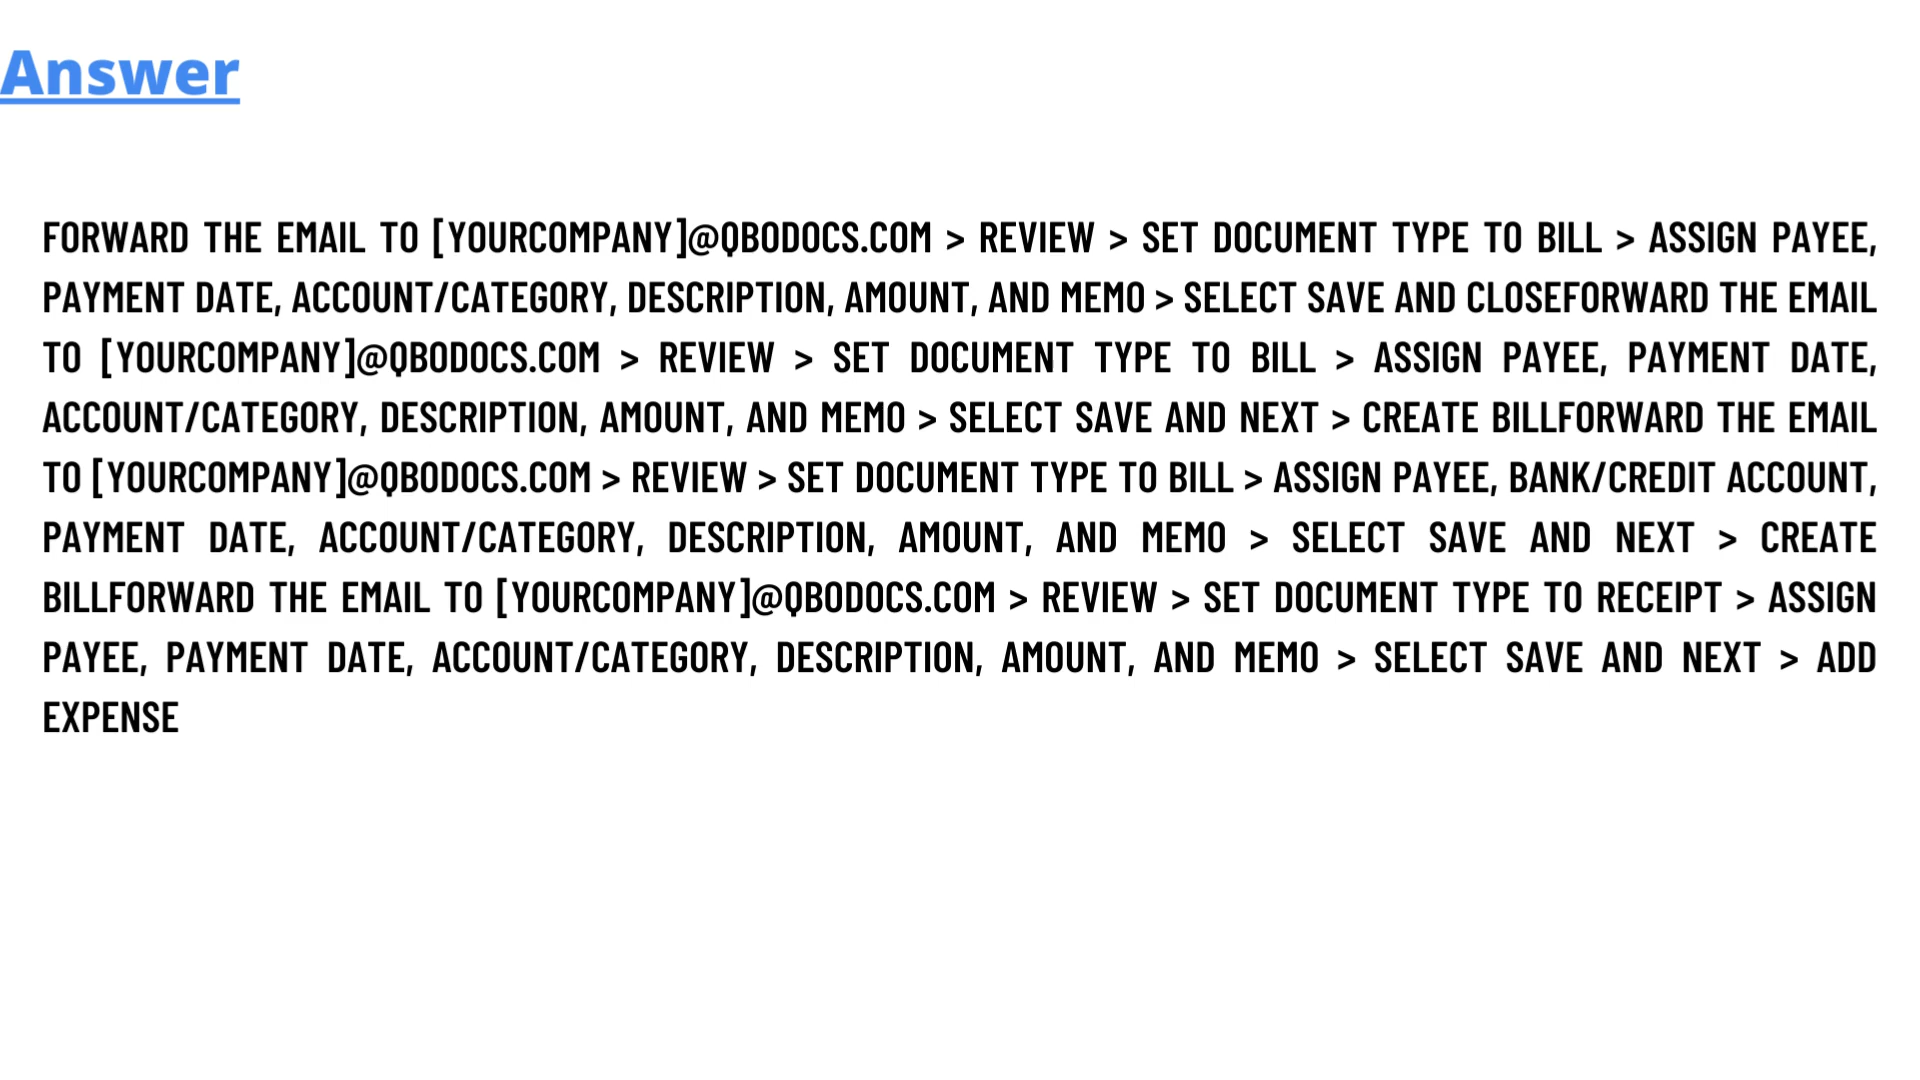 Answer
FORWARD THE EMAIL TO [YOURCOMPANY]@QBODOCS.COM > REVIEW > SET DOCUMENT TYPE TO BILL > ASSIGN PAYEE,
PAYMENT DATE, ACCOUNT/CATEGORY, DESCRIPTION, AMOUNT, AND MEMO > SELECT SAVE AND CLOSEFORWARD THE EMAIL
TO [YOURCOMPANY]@QBODOCS.COM > REVIEW > SET DOCUMENT TYPE TO BILL > ASSIGN PAYEE, PAYMENT DATE,
ACCOUNT/CATEGORY, DESCRIPTION, AMOUNT, AND MEMO > SELECT SAVE AND NEXT > CREATE BILLFORWARD THE EMAIL
TO [YOURCOMPANY]@QBODOCS.COM > REVIEW > SET DOCUMENT TYPE TO BILL > ASSIGN PAYEE, BANK/CREDIT ACCOUNT,
PAYMENT DATE, ACCOUNT/CATEGORY, DESCRIPTION, AMOUNT, AND MEMO > SELECT SAVE AND NEXT > CREATE
BILLFORWARD THE EMAIL TO [YOURCOMPANY]@QBODOCS.COM > REVIEW > SET DOCUMENT TYPE TO RECEIPT > ASSIGN
PAYEE, PAYMENT DATE, ACCOUNT/CATEGORY, DESCRIPTION, AMOUNT, AND MEMO > SELECT SAVE AND NEXT > ADD
EXPENSE